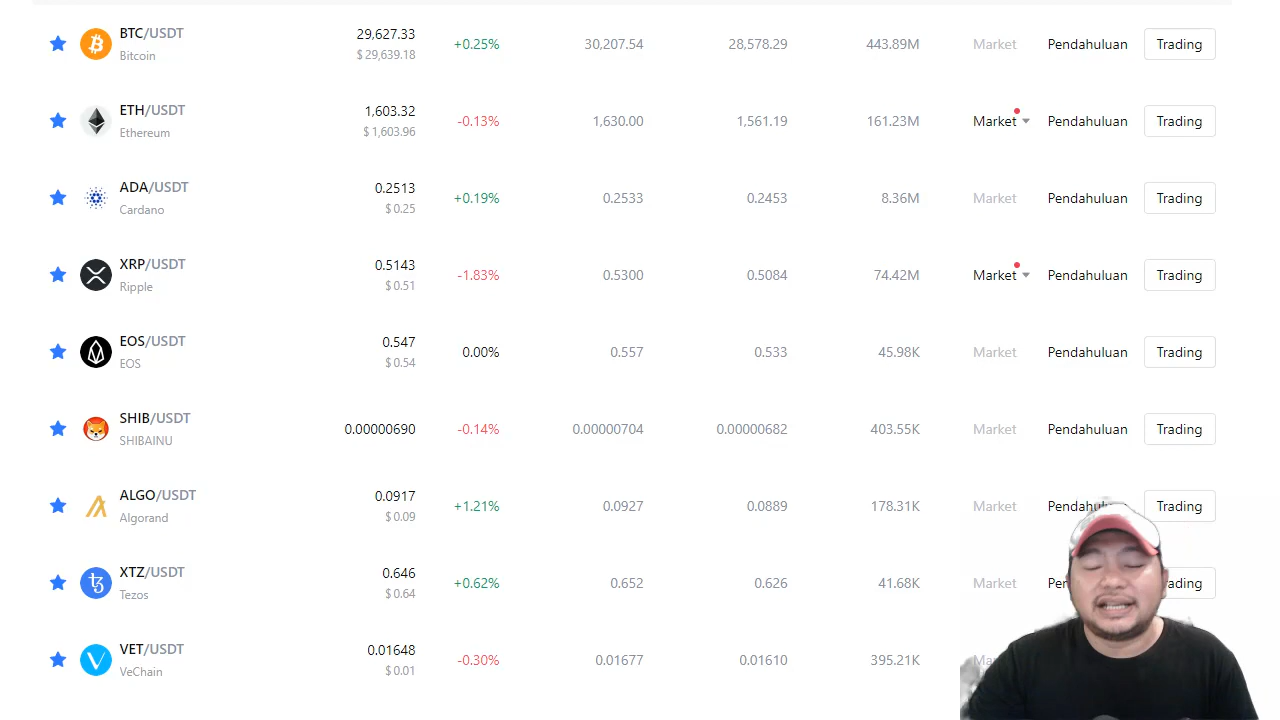 BTC/USDT 29,627.33 +0.25% 30,207.54 28,578.29 443.89M Market Pendahuluan Trading
Bitcoin $ 29,639.18
ETH/USDT 1,603.32 -0.13% 1,630.00 1,561.19 161.23M Market Pendahuluan Trading
Ethereum $ 1,603.96
ADA/USDT 0.2513 +0.19% 0.2533 0.2453 8.36M Market Pendahuluan Trading
Cardano $ 0.25
XRP/USDT 0.5143 -1.83% 0.5300 0.5084 74.42M Market Pendahuluan Trading
Ripple $ 0.51
EOS/USDT 0.547 0.00% 0.557 0.533 45.98K Market Pendahuluan Trading
EOS $ 0.54
SHIB/USDT 0.00000690 -0.14% 0.00000704 0.00000682 403.55K Market Pendahuluan Trading
SHIBAINU
ALGO/USDT 0.0917 +1.21% 0.0927 0.0889 178.31K Market Pendahuluan Trading
Algorand $ 0.09
XTZ/USDT 0.646 +0.62% 0.652 0.626 41.68K Market
Tezos $ 0.64
VET/USDT 0.01648 -0.30% 0.01677 0.01610 395.21K
VeChain $ 0.01